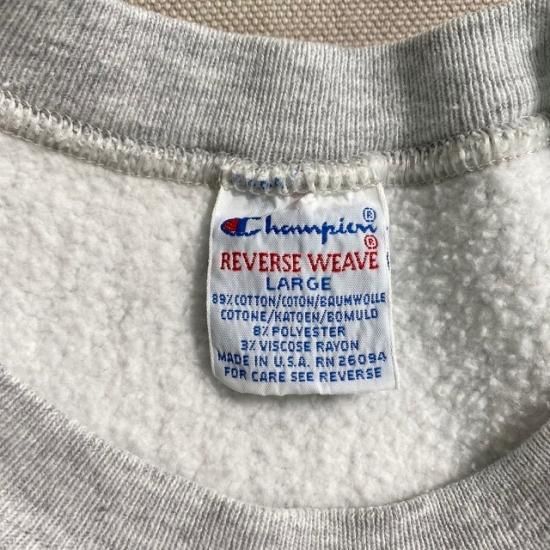 Champion®
REVERSE WEAVE®
LARGE
89% COTTON/COTON/BAUMWOLLE
COTONE/KATOEN/BOMULD
8% POLYESTER
3% VISCOSE RAYON
MADE IN U.S.A. RN 26094
FOR CARE SEE REVERSE